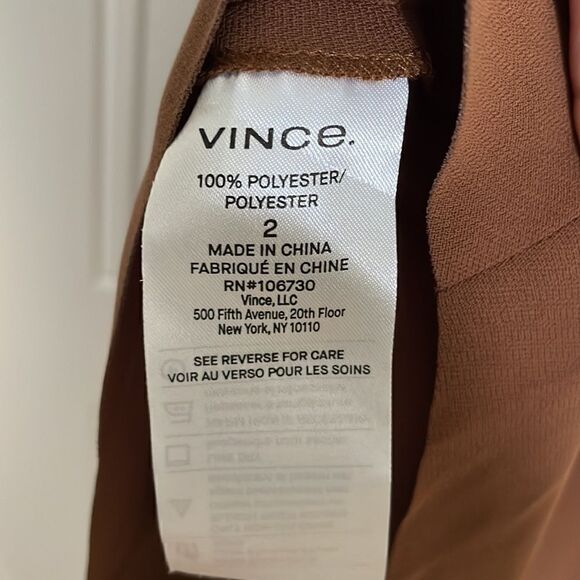 VINCe.
100% POLYESTER/
POLYESTER
2
MADE IN CHINA
FABRIQUÉ EN CHINE
RN#106730
Vince, LLC
500 Fifth Avenue, 20th Floor
New York, NY 10110
SEE REVERSE FOR CARE
VOIR AU VERSO POUR LES SOINS